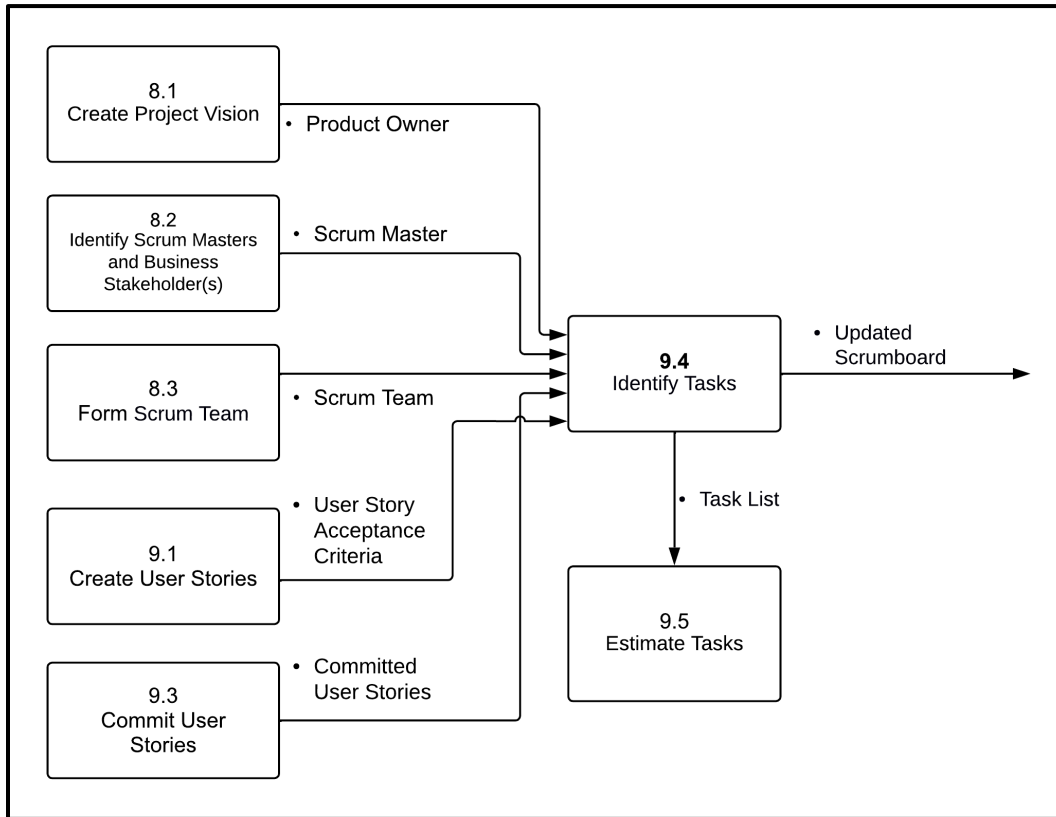 8.1
Create Project Vision
• Product Owner
8.2
Identify Scrum Masters
and Business
Stakeholder(s)
• Scrum Master
8.3
Form Scrum Team
• Scrum Team
9.4
Identify Tasks
• Updated
Scrumboard
• Task List
9.1
Create User Stories
• User Story
Acceptance
Criteria
9.5
Estimate Tasks
9.3
Commit User
Stories
• Committed
User Stories